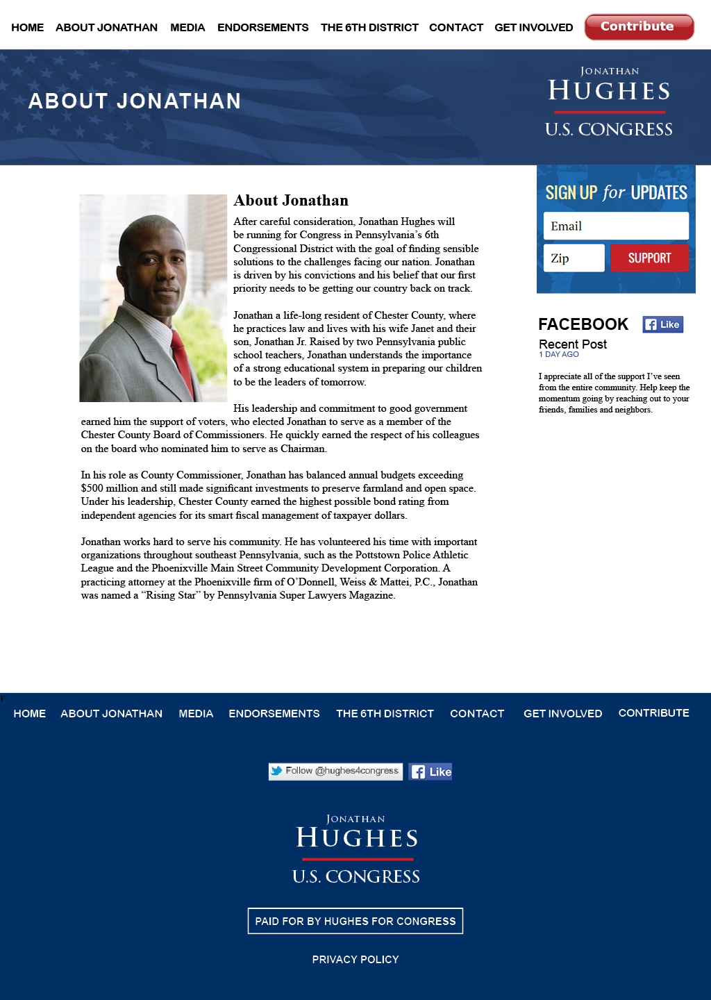 HOME ABOUT JONATHAN MEDIA ENDORSEMENTS THE 6TH DISTRICT CONTACT GET INVOLVED Contribute
ABOUT JONATHAN
JONATHAN
HUGHES
U.S. CONGRESS
About Jonathan
After careful consideration, Jonathan Hughes will
be running for Congress in Pennsylvania’s 6th
Congressional District with the goal of finding sensible
solutions to the challenges facing our nation. Jonathan
is driven by his convictions and his belief that our first
priority needs to be getting our country back on track.
Jonathan a life-long resident of Chester County, where
he practices law and lives with his wife Janet and their
son, Jonathan Jr. Raised by two Pennsylvania public
school teachers, Jonathan understands the importance
of a strong educational system in preparing our children
to be the leaders of tomorrow.
His leadership and commitment to good government
earned him the support of voters, who elected Jonathan to serve as a member of the
Chester County Board of Commissioners. He quickly earned the respect of his colleagues
on the board who nominated him to serve as Chairman.
In his role as County Commissioner, Jonathan has balanced annual budgets exceeding
$500 million and still made significant investments to preserve farmland and open space.
Under his leadership, Chester County earned the highest possible bond rating from
independent agencies for its smart fiscal management of taxpayer dollars.
Jonathan works hard to serve his community. He has volunteered his time with important
organizations throughout southeast Pennsylvania, such as the Pottstown Police Athletic
League and the Phoenixville Main Street Community Development Corporation. A
practicing attorney at the Phoenixville firm of O’Donnell, Weiss & Mattei, P.C., Jonathan
was named a “Rising Star” by Pennsylvania Super Lawyers Magazine.
SIGN UP for UPDATES
Email
Zip SUPPORT
FACEBOOK Like
Recent Post
1 DAY AGO
I appreciate all of the support I’ve seen
from the entire community. Help keep the
momentum going by reaching out to your
friends, families and neighbors.
HOME ABOUT JONATHAN MEDIA ENDORSEMENTS THE 6TH DISTRICT CONTACT GET INVOLVED CONTRIBUTE
Follow @hughes4congress Like
JONATHAN
HUGHES
U.S. CONGRESS
PAID FOR BY HUGHES FOR CONGRESS
PRIVACY POLICY